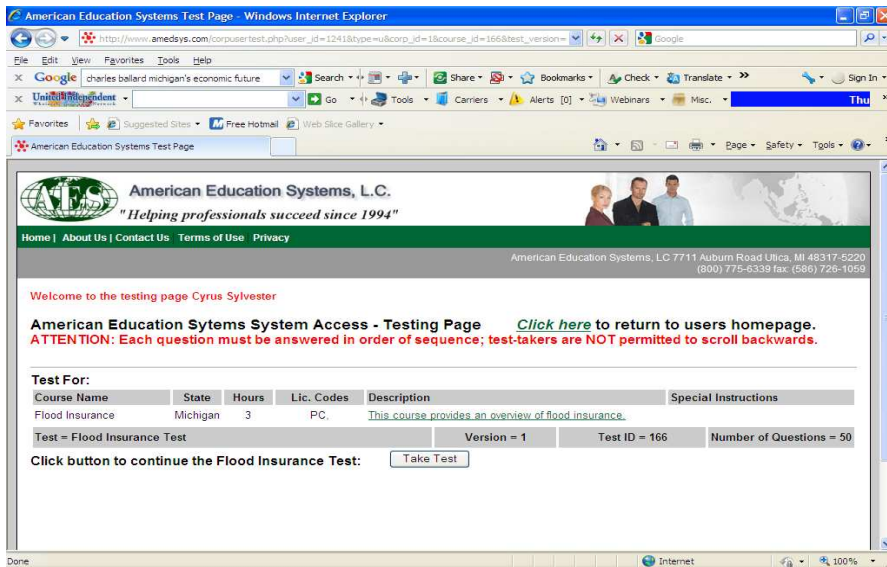 American Education Systems Test Page - Windows Internet Explorer
http://www.amedsys.com/corpusertest.php?user_id=1241&type=u&corp_id=1&course_id=166&test_version=
Google
File Edit View Favorites Tools Help
x Google charles ballard michigan's economic future Search Share Bookmarks Check Translate >> Sign In
x United Independent Go Tools Carriers Alerts [0] Webinars Misc. Thu
Favorites Suggested Sites Free Hotmail Web Slice Gallery
American Education Systems Test Page Page Safety Tools
AES American Education Systems, L.C.
"Helping professionals succeed since 1994"
Home | About Us | Contact Us Terms of Use Privacy
American Education Systems, LC 7711 Auburn Road Utica, MI 48317-5220
(800) 775-6339 fax: (586) 726-1059
Welcome to the testing page Cyrus Sylvester
American Education Sytems System Access - Testing Page Click here to return to users homepage.
ATTENTION: Each question must be answered in order of sequence; test-takers are NOT permitted to scroll backwards.
Test For:
Course Name State Hours Lic. Codes Description Special Instructions
Flood Insurance Michigan 3 PC. This course provides an overview of flood insurance.
Test = Flood Insurance Test Version = 1 Test ID = 166 Number of Questions = 50
Click button to continue the Flood Insurance Test: Take Test
Done Internet 100%